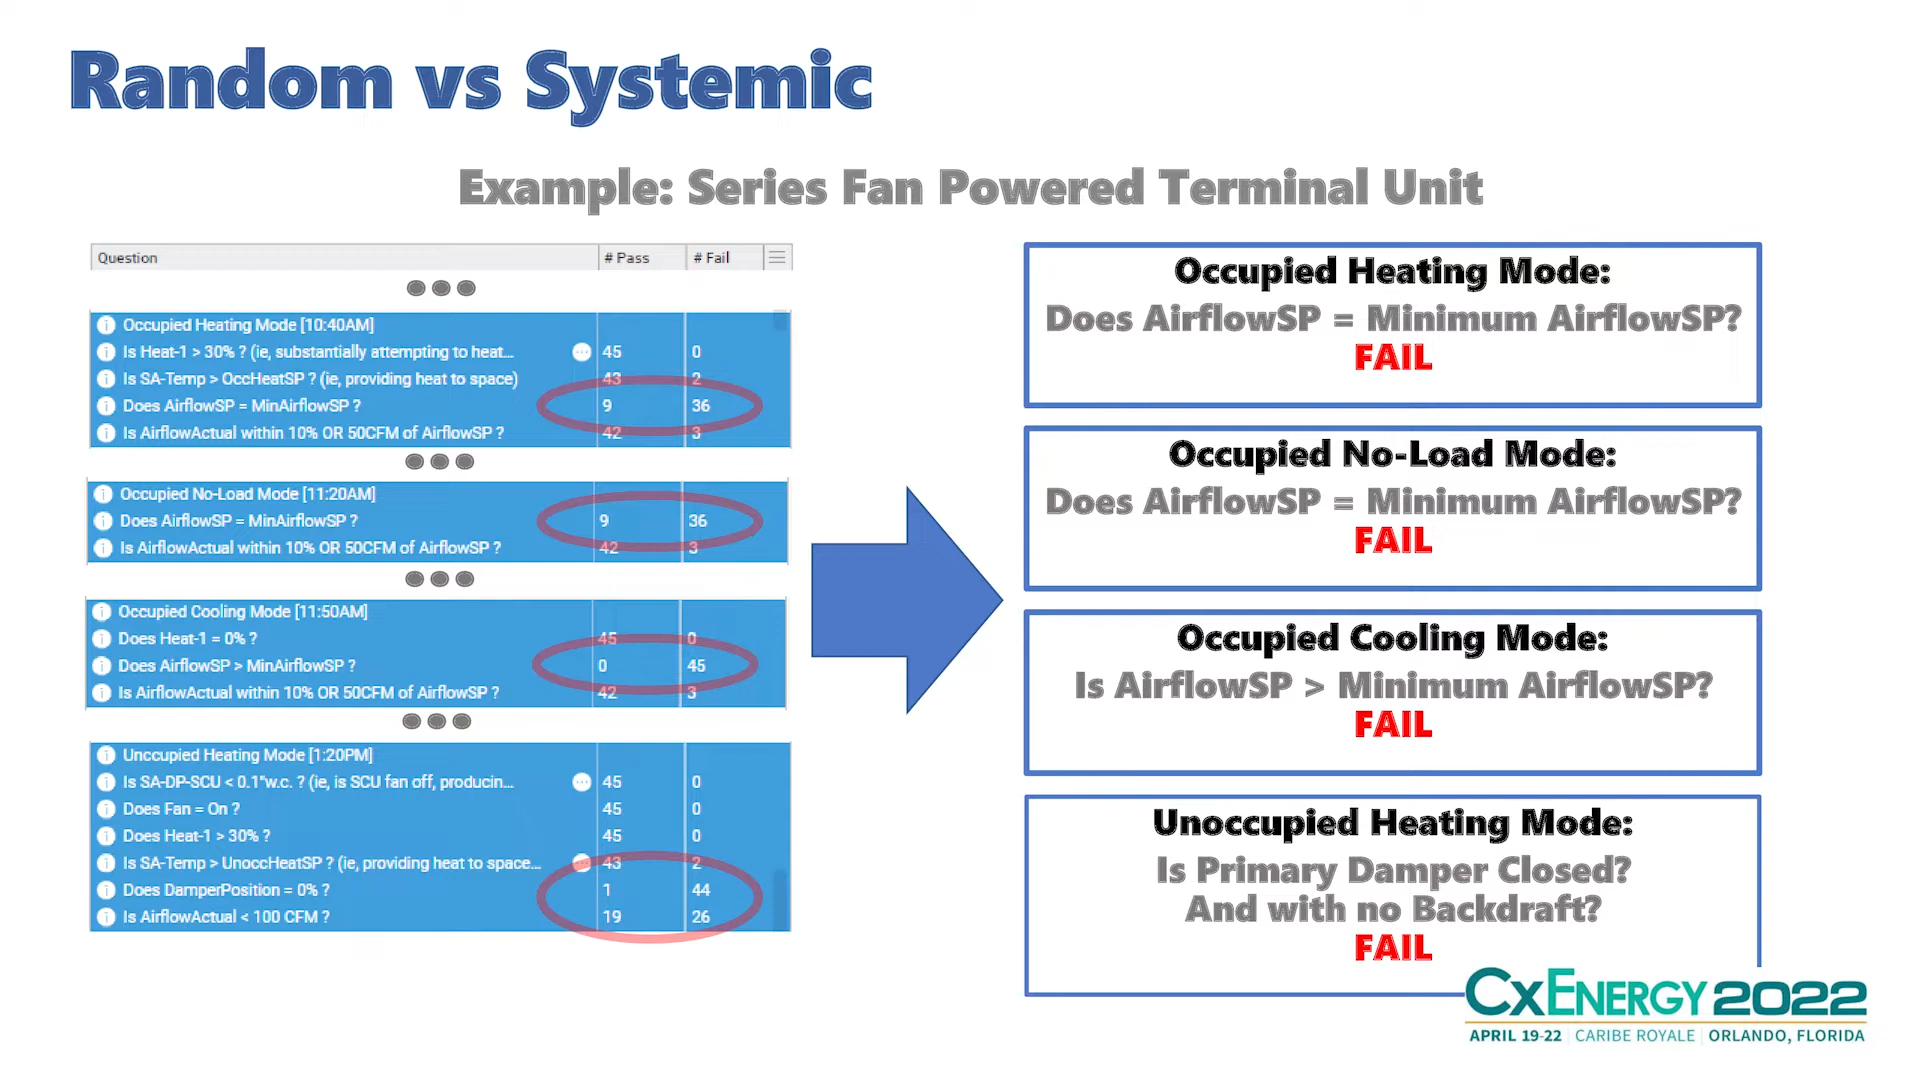 Random vs Systemic
Example: Series Fan Powered Terminal Unit
Question # Pass # Fail
Occupied Heating Mode [10:40AM]
Is Heat-1 > 30% ? (ie, substantially attempting to heat... 45 0
Is SA-Temp > OccHeatSP ? (ie, providing heat to space) 43 2
Does AirflowSP = MinAirflowSP ? 9 36
Is AirflowActual within 10% OR 50CFM of AirflowSP ? 42 3
Occupied No-Load Mode [11:20AM]
Does AirflowSP = MinAirflowSP ? 9 36
Is AirflowActual within 10% OR 50CFM of AirflowSP ? 42 3
Occupied Cooling Mode [11:50AM]
Does Heat-1 = 0% ? 45 0
Does AirflowSP > MinAirflowSP ? 0 45
Is AirflowActual within 10% OR 50CFM of AirflowSP ? 42 3
Unccupied Heating Mode [1:20PM]
Is SA-DP-SCU < 0.1"w.c. ? (ie, is SCU fan off, producin... 45 0
Does Fan = On ? 45 0
Does Heat-1 > 30% ? 45 0
Is SA-Temp > UnoccHeatSP ? (ie, providing heat to space... 43 2
Does DamperPosition = 0% ? 1 44
Is AirflowActual < 100 CFM ? 19 26
Occupied Heating Mode:
Does AirflowSP = Minimum AirflowSP?
FAIL
Occupied No-Load Mode:
Does AirflowSP = Minimum AirflowSP?
FAIL
Occupied Cooling Mode:
Is AirflowSP > Minimum AirflowSP?
FAIL
Unoccupied Heating Mode:
Is Primary Damper Closed?
And with no Backdraft?
FAIL
CxEnergy 2022
APRIL 19-22 | CARIBE ROYALE | ORLANDO, FLORIDA